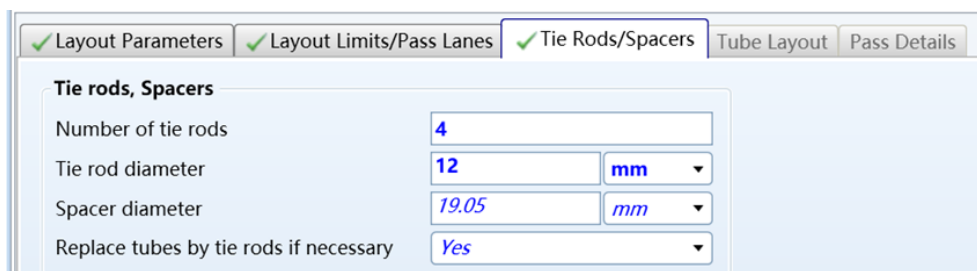 Layout Parameters Layout Limits/Pass Lanes Tie Rods/Spacers Tube Layout Pass Details
Tie rods, Spacers
Number of tie rods 4
Tie rod diameter 12 mm
Spacer diameter 19.05 mm
Replace tubes by tie rods if necessary Yes